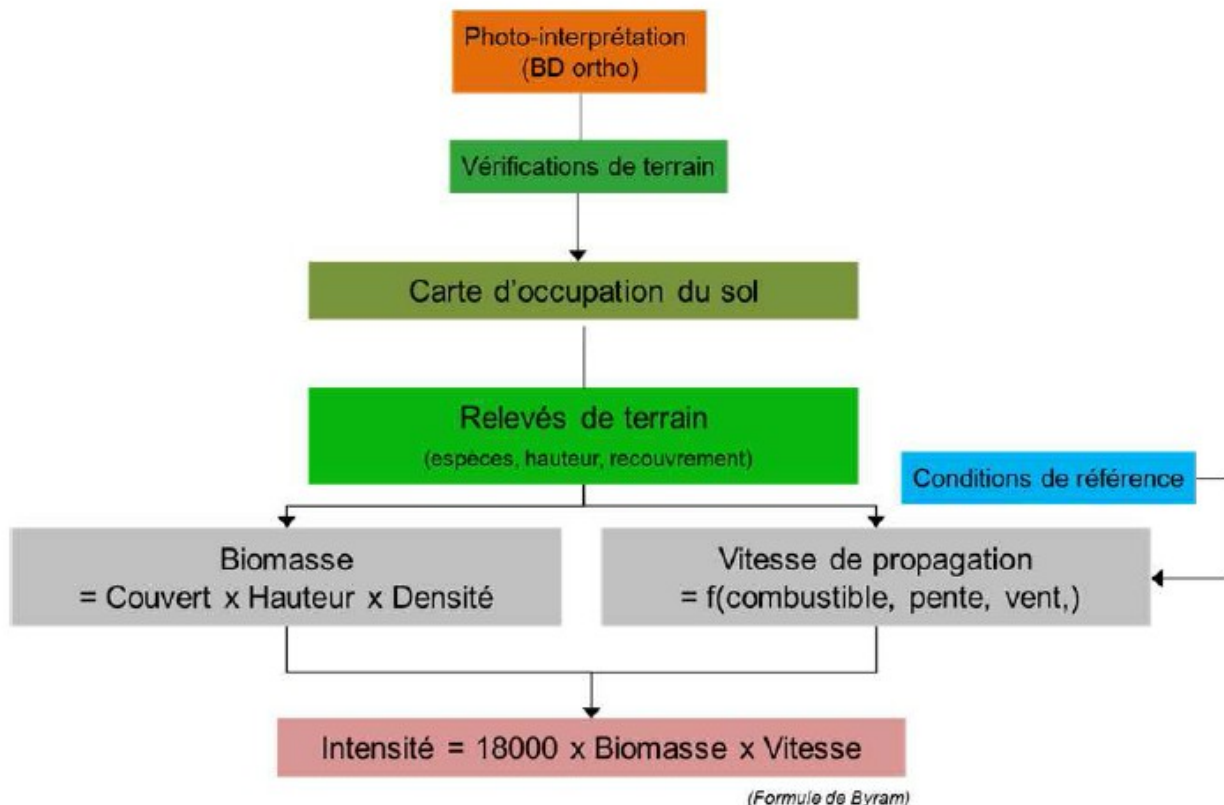 Photo-interprétation
(BD ortho)
Vérifications de terrain
Carte d'occupation du sol
Relevés de terrain
(espèces, hauteur, recouvrement)
Conditions de référence
Biomasse
= Couvert x Hauteur x Densité
Vitesse de propagation
= f(combustible, pente, vent,)
Intensité = 18000 x Biomasse x Vitesse
(Formule de Byram)